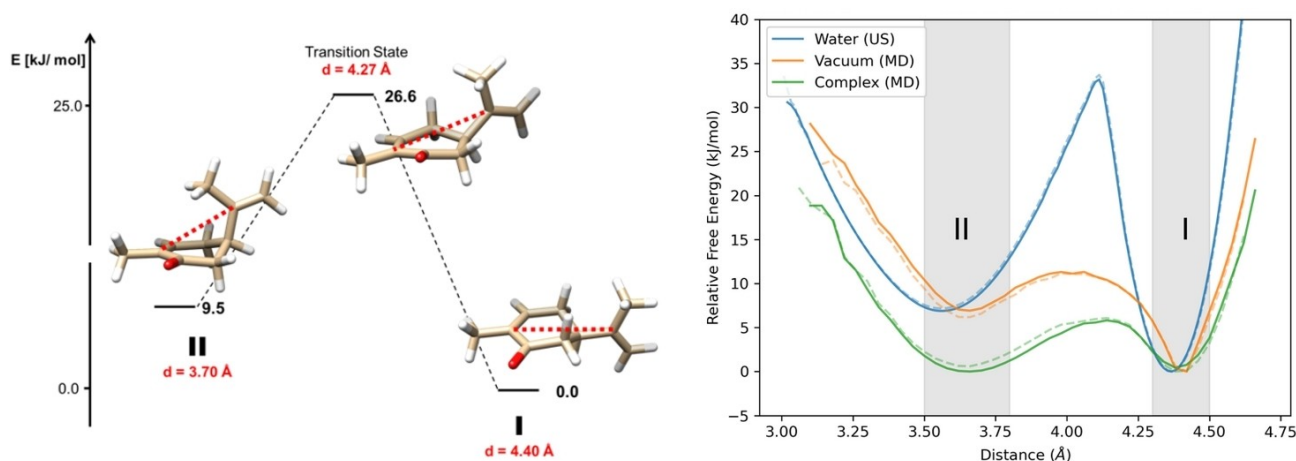 E [kJ/ mol]
25.0
0.0
Transition State
d = 4.27 Å
26.6
9.5
II
d = 3.70 Å
0.0
I
d = 4.40 Å
Relative Free Energy (kJ/mol)
40
35
30
25
20
15
10
5
0
−5
Water (US)
Vacuum (MD)
Complex (MD)
II
I
3.00 3.25 3.50 3.75 4.00 4.25 4.50 4.75
Distance (Å)